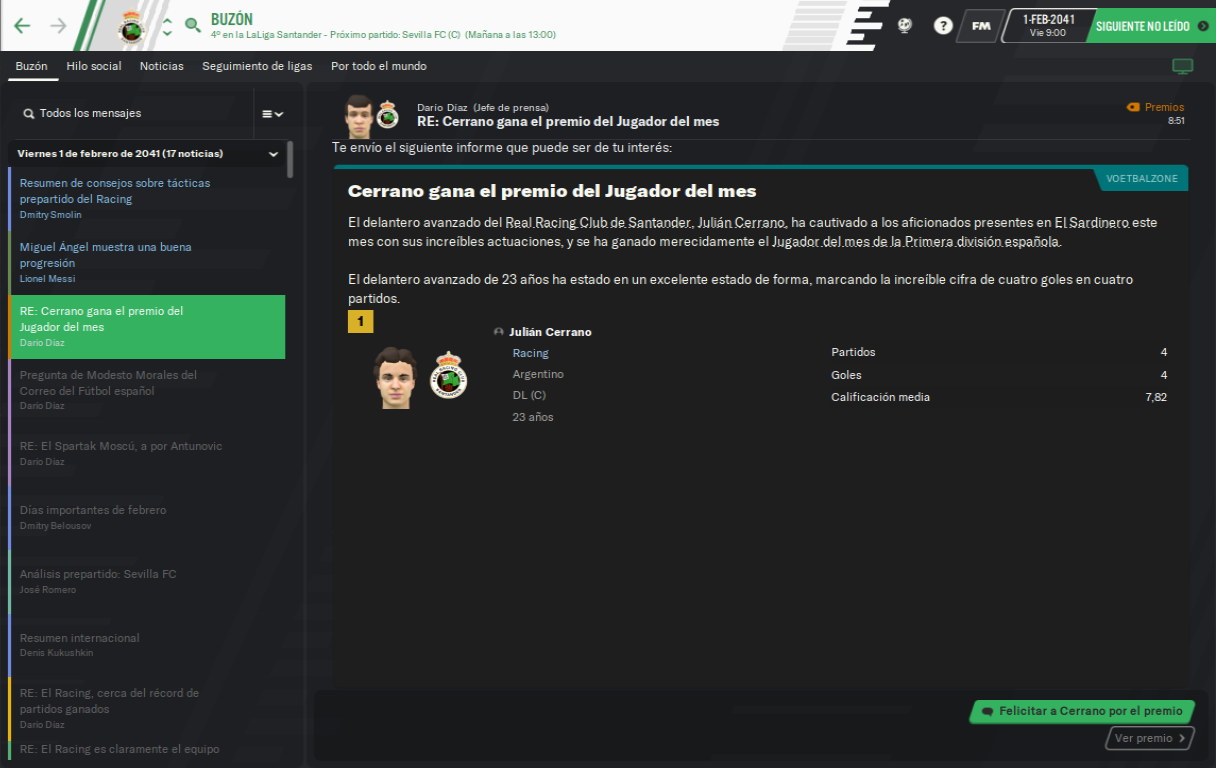 BUZÓN
4º en la LaLiga Santander - Próximo partido: Sevilla FC (C) (Mañana a las 13:00)
?
FM
1-FEB-2041
Vie 9:00
SIGUIENTE NO LEÍDO
Buzón Hilo social Noticias Seguimiento de ligas Por todo el mundo
Todos los mensajes
Viernes 1 de febrero de 2041 (17 noticias)
Resumen de consejos sobre tácticas
prepartido del Racing
Dmitry Smolin
Miguel Ángel muestra una buena
progresión
Lionel Messi
RE: Cerrano gana el premio del
Jugador del mes
Darío Díaz
Pregunta de Modesto Morales del
Correo del Fútbol español
Darío Díaz
RE: El Spartak Moscú, a por Antunovic
Darío Díaz
Días importantes de febrero
Dmitry Belousov
Análisis prepartido: Sevilla FC
José Romero
Resumen internacional
Denis Kukushkin
RE: El Racing, cerca del récord de
partidos ganados
Darío Díaz
RE: El Racing es claramente el equipo
Darío Díaz (Jefe de prensa)
RE: Cerrano gana el premio del Jugador del mes
Premios
8:51
Te envío el siguiente informe que puede ser de tu interés:
VOETBALZONE
Cerrano gana el premio del Jugador del mes
El delantero avanzado del Real Racing Club de Santander, Julián Cerrano, ha cautivado a los aficionados presentes en El Sardinero este
mes con sus increíbles actuaciones, y se ha ganado merecidamente el Jugador del mes de la Primera división española.
El delantero avanzado de 23 años ha estado en un excelente estado de forma, marcando la increíble cifra de cuatro goles en cuatro
partidos.
1
Julián Cerrano
Racing
Argentino
DL (C)
23 años
Partidos 4
Goles 4
Calificación media 7,82
Felicitar a Cerrano por el premio
Ver premio